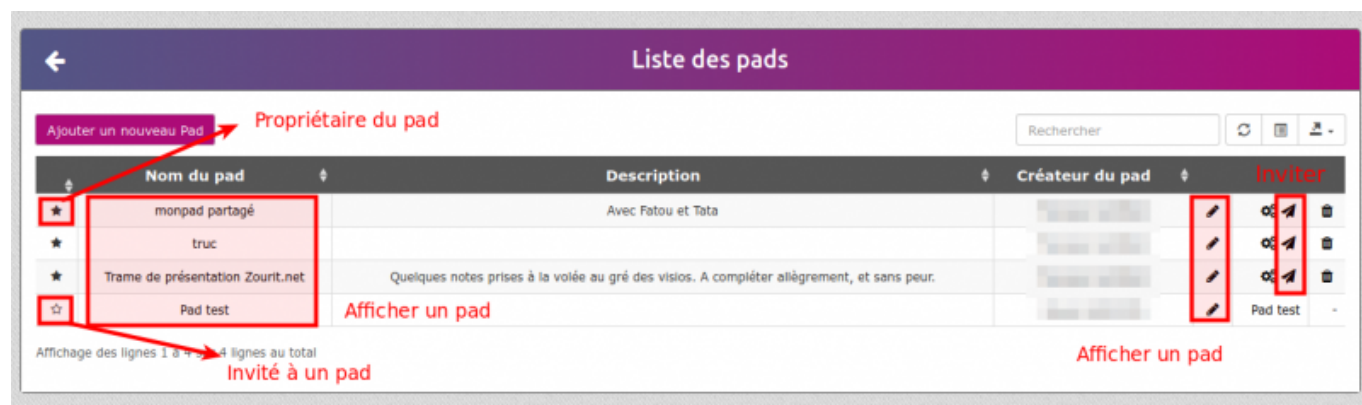 Liste des pads
Ajouter un nouveau Pad
Propriétaire du pad
Rechercher
Nom du pad Description Créateur du pad Inviter
monpad partagé Avec Fatou et Tata
truc
Trame de présentation Zourit.net Quelques notes prises à la volée au gré des visios. A compléter allègrement, et sans peur.
Pad test Afficher un pad Pad test -
Affichage des lignes 1 à 4 4 lignes au total
Invité à un pad
Afficher un pad